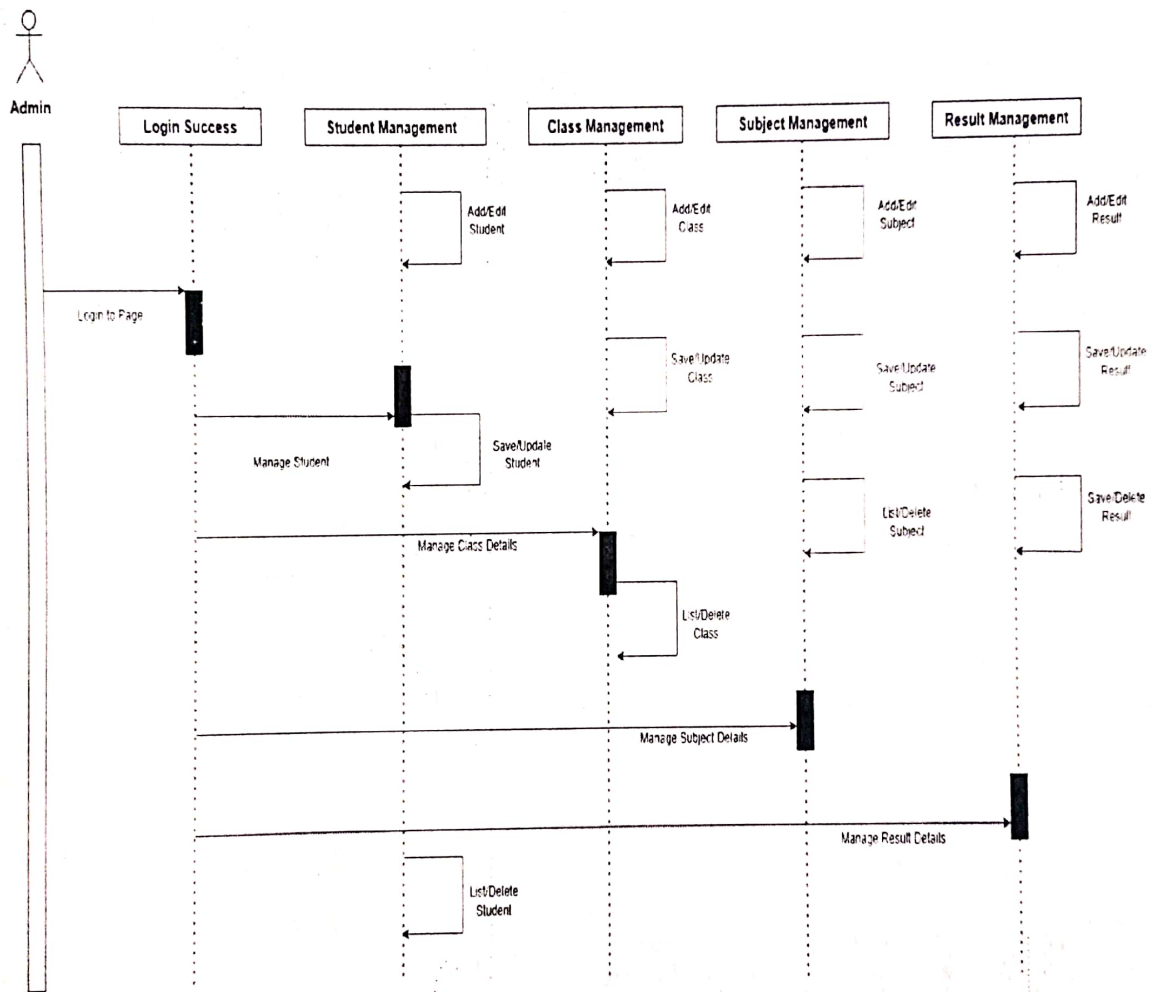 Admin
Login Success
Student Management
Class Management
Subject Management
Result Management
Add/Edit
Student
Add/Edit
Class
Add/Edit
Subject
Add/Edit
Result
Login to Page
Save/Update
Class
Save/Update
Subject
Save/Update
Result
Manage Student
Save/Update
Student
List/Delete
Subject
Save/Delete
Result
Manage Class Details
List/Delete
Class
Manage Subject Details
Manage Result Details
List/Delete
Student